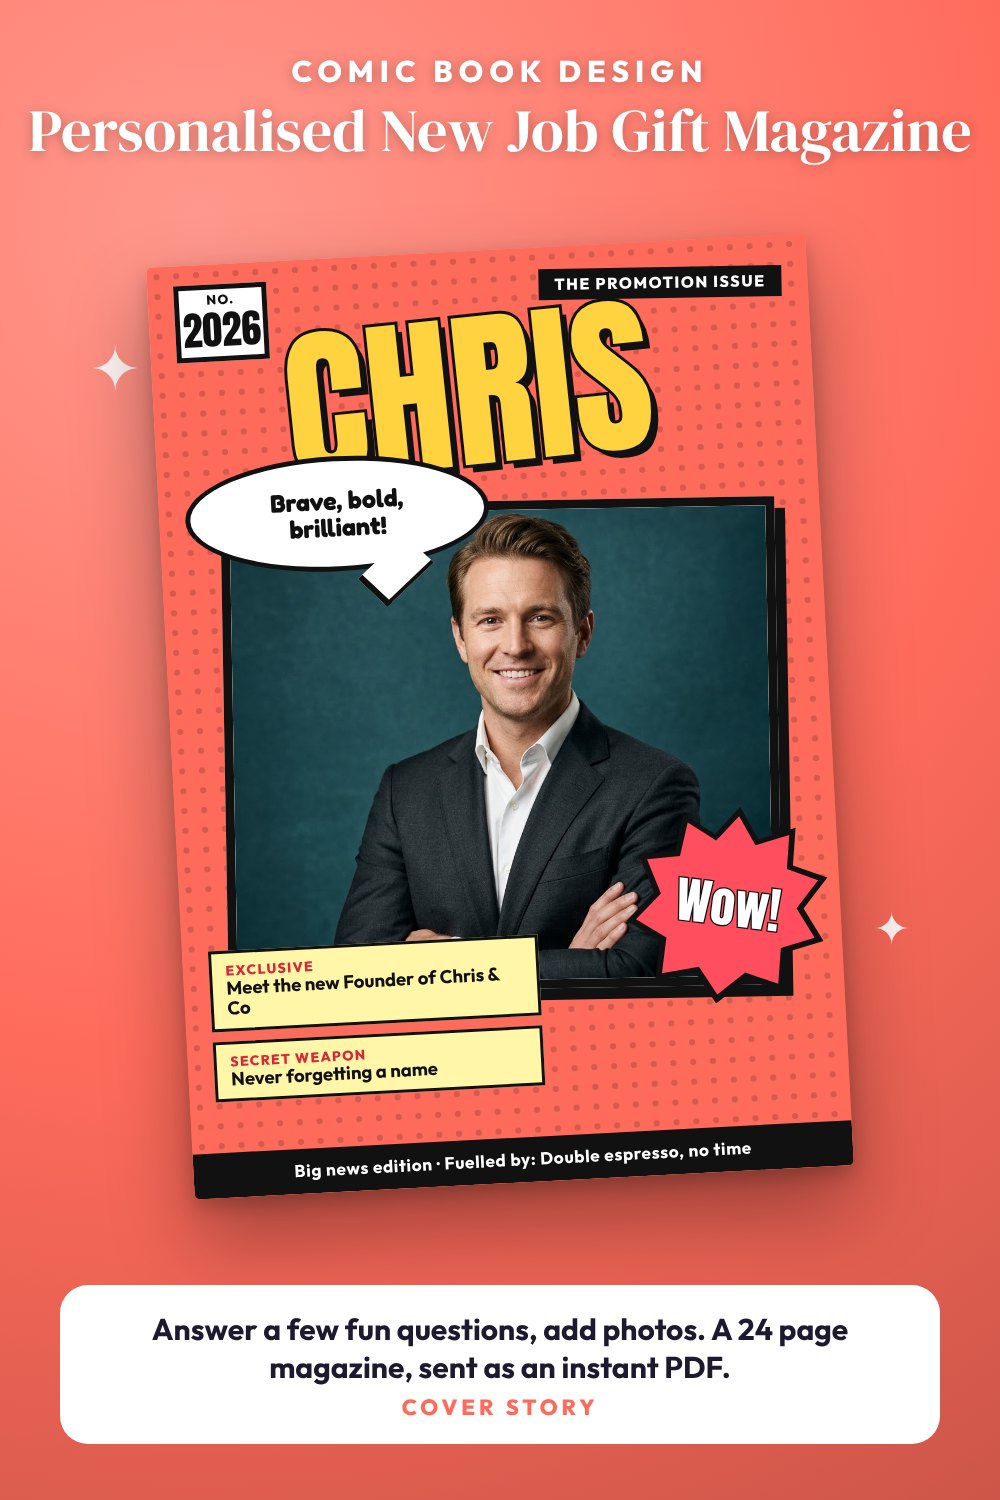 COMIC BOOK DESIGN
Personalised New Job Gift Magazine
NO.
2026
THE PROMOTION ISSUE
CHRIS
Brave, bold,
brilliant!
Wow!
EXCLUSIVE
Meet the new Founder of Chris &
Co
SECRET WEAPON
Never forgetting a name
Big news edition · Fuelled by: Double espresso, no time
Answer a few fun questions, add photos. A 24 page
magazine, sent as an instant PDF.
COVER STORY